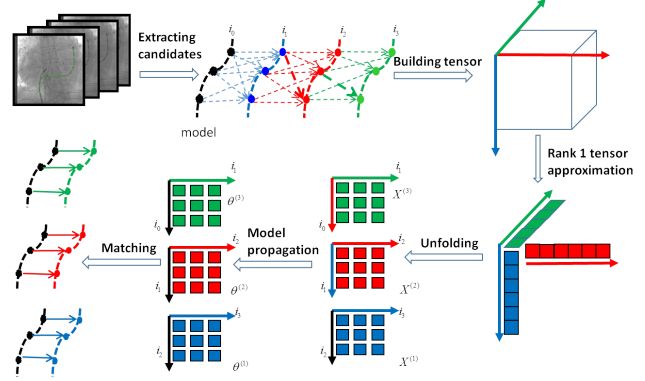 Extracting
candidates
i0 i1 i2 i3
Building tensor
model
Rank 1 tensor
approximation
i1
i0
θ(3)
i1
i0
X(3)
Model
propagation
Unfolding
Matching
i2
i1
θ(2)
i2
i1
X(2)
i3
i2
θ(1)
i3
i2
X(1)